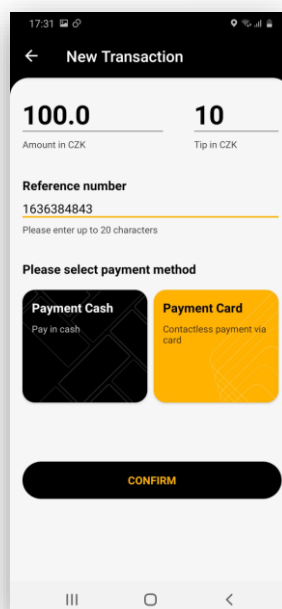 17:31
New Transaction
100.0 10
Amount in CZK Tip in CZK
Reference number
1636384843
Please enter up to 20 characters
Please select payment method
Payment Cash Payment Card
Pay in cash Contactless payment via
card
CONFIRM